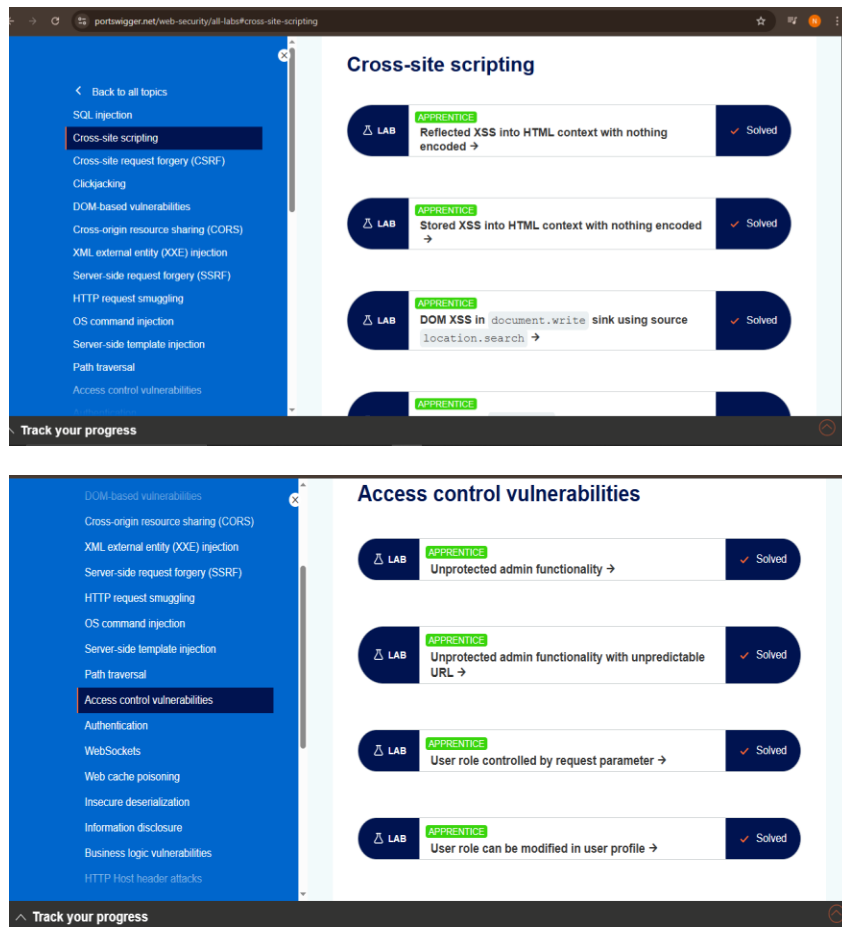 portswigger.net/web-security/all-labs#cross-site-scripting
N
Back to all topics
SQL injection
Cross-site scripting
Cross-site request forgery (CSRF)
Clickjacking
DOM-based vulnerabilities
Cross-origin resource sharing (CORS)
XML external entity (XXE) injection
Server-side request forgery (SSRF)
HTTP request smuggling
OS command injection
Server-side template injection
Path traversal
Access control vulnerabilities
Cross-site scripting
LAB
APPRENTICE
Reflected XSS into HTML context with nothing
encoded →
Solved
LAB
APPRENTICE
Stored XSS into HTML context with nothing encoded
→
Solved
LAB
APPRENTICE
DOM XSS in document.write sink using source
location.search →
Solved
APPRENTICE
Track your progress
DOM-based vulnerabilities
Cross-origin resource sharing (CORS)
XML external entity (XXE) injection
Server-side request forgery (SSRF)
HTTP request smuggling
OS command injection
Server-side template injection
Path traversal
Access control vulnerabilities
Authentication
WebSockets
Web cache poisoning
Insecure deserialization
Information disclosure
Business logic vulnerabilities
HTTP Host header attacks
Access control vulnerabilities
LAB
APPRENTICE
Unprotected admin functionality →
Solved
LAB
APPRENTICE
Unprotected admin functionality with unpredictable
URL →
Solved
LAB
APPRENTICE
User role controlled by request parameter →
Solved
LAB
APPRENTICE
User role can be modified in user profile →
Solved
Track your progress